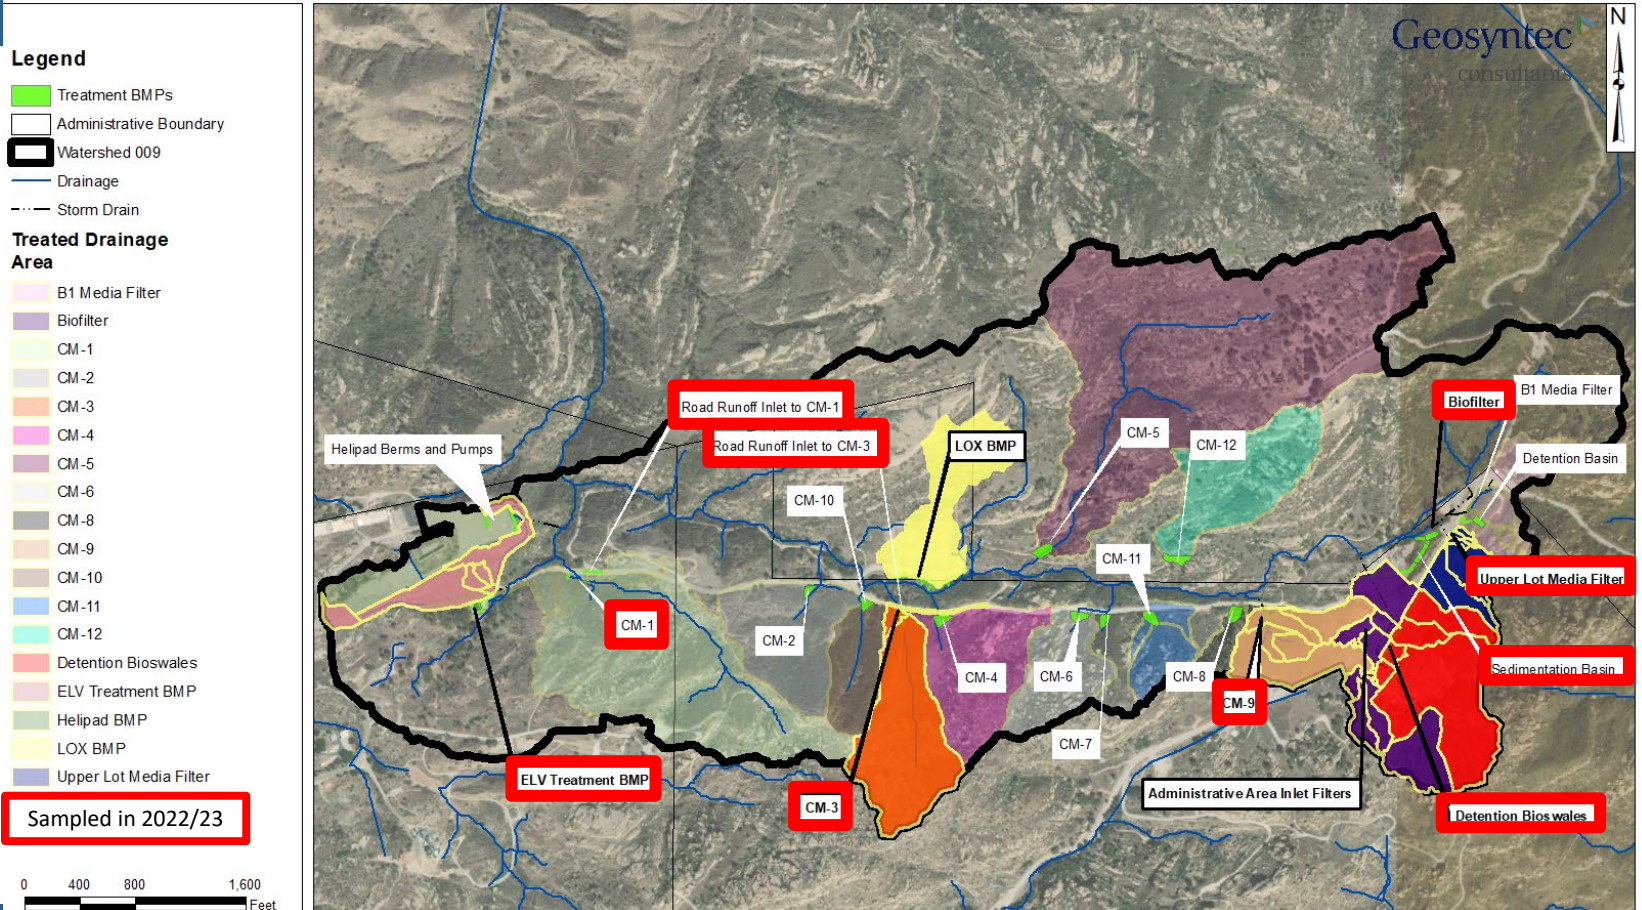 Legend
Treatment BMPs
Administrative Boundary
Watershed 009
Drainage
Storm Drain
Treated Drainage
Area
B1 Media Filter
Biofilter
CM-1
CM-2
CM-3
CM-4
CM-5
CM-6
CM-8
CM-9
CM-10
CM-11
CM-12
Detention Bioswales
ELV Treatment BMP
Helipad BMP
LOX BMP
Upper Lot Media Filter
Sampled in 2022/23
0 400 800 1,600
Feet
Geosyntec
consultants
N
Road Runoff Inlet to CM-1
Road Runoff Inlet to CM-3
Helipad Berms and Pumps
LOX BMP
CM-10
CM-5
CM-12
Biofilter
B1 Media Filter
Detention Basin
CM-11
Upper Lot Media Filter
CM-1
CM-2
CM-4
CM-6
CM-8
CM-9
Sedimentation Basin
CM-7
ELV Treatment BMP
CM-3
Administrative Area Inlet Filters
Detention Bioswales